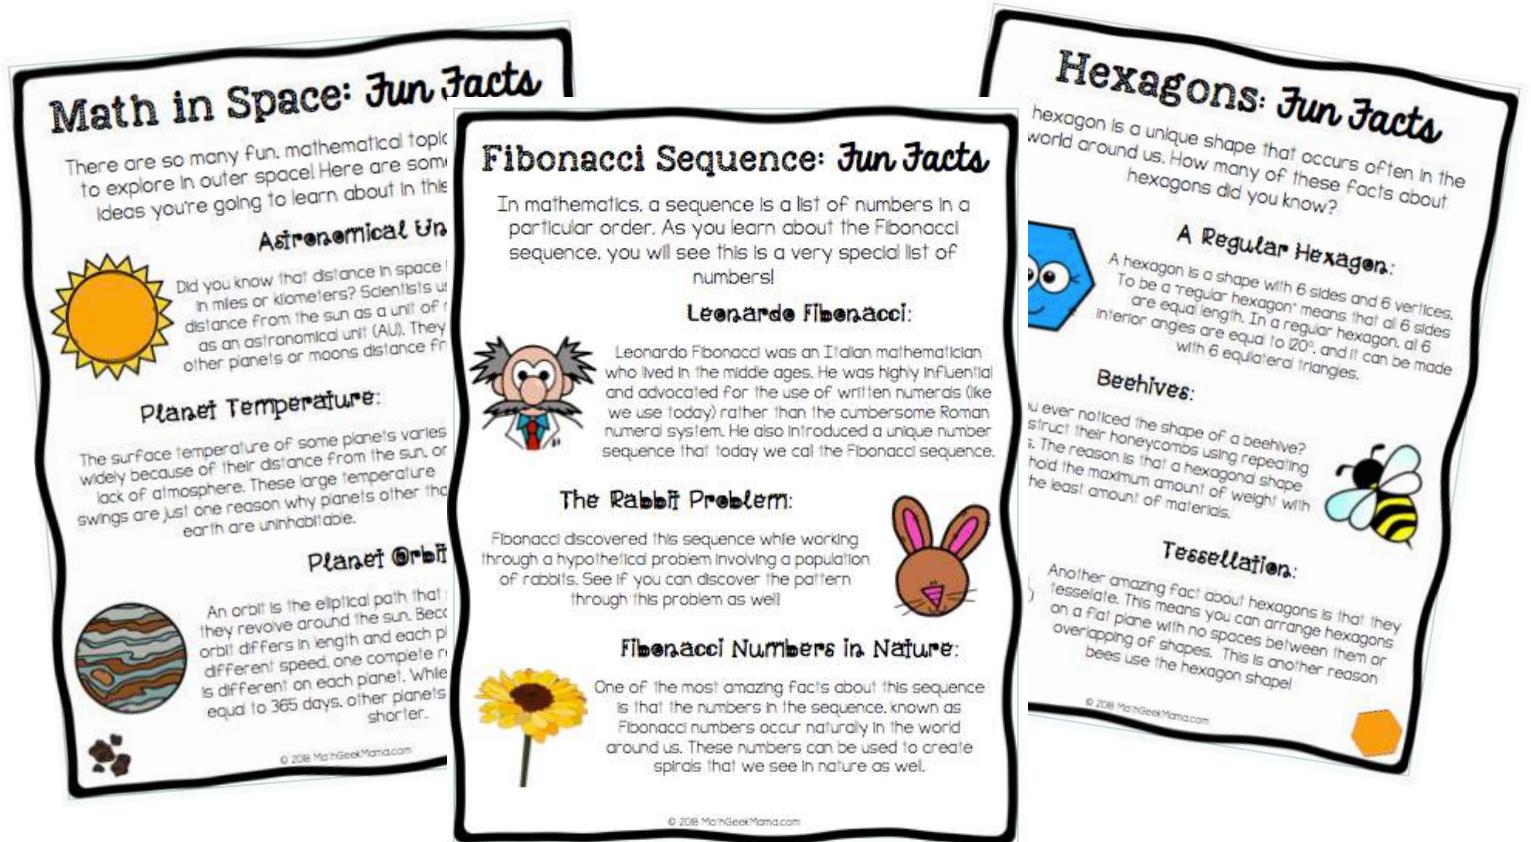 Math in Space: Fun Facts
There are so many fun, mathematical topic
to explore in outer space! Here are som
ideas you're going to learn about in this
Astronomical Un
Did you know that distance in space
in miles or kilometers? Scientists u
distance from the sun as a unit of
as an astronomical unit (AU). They
other planets or moons distance fr
Planet Temperature:
The surface temperature of some planets varies
widely because of their distance from the sun, or
lack of atmosphere. These large temperature
swings are just one reason why planets other tha
earth are uninhabitable.
Planet Orbit
An orbit is the elliptical path that
they revolve around the sun. Beca
orbit differs in length and each pl
different speed, one complete r
is different on each planet. While
equal to 365 days, other planets
shorter.
© 2018 MathGeekMama.com
Fibonacci Sequence: Fun Facts
In mathematics, a sequence is a list of numbers in a
particular order. As you learn about the Fibonacci
sequence, you will see this is a very special list of
numbers!
Leonardo Fibonacci:
Leonardo Fibonacci was an Italian mathematician
who lived in the middle ages. He was highly influential
and advocated for the use of written numerals (like
we use today) rather than the cumbersome Roman
numeral system. He also introduced a unique number
sequence that today we call the Fibonacci sequence.
The Rabbit Problem:
Fibonacci discovered this sequence while working
through a hypothetical problem involving a population
of rabbits. See if you can discover the pattern
through this problem as well!
Fibonacci Numbers in Nature:
One of the most amazing facts about this sequence
is that the numbers in the sequence, known as
Fibonacci numbers occur naturally in the world
around us. These numbers can be used to create
spirals that we see in nature as well.
© 2018 MathGeekMama.com
Hexagons: Fun Facts
hexagon is a unique shape that occurs often in the
world around us. How many of these facts about
hexagons did you know?
A Regular Hexagon:
A hexagon is a shape with 6 sides and 6 vertices.
To be a "regular hexagon" means that all 6 sides
are equal length. In a regular hexagon, all 6
interior angles are equal to 120°, and it can be made
with 6 equilateral triangles.
Beehives:
u ever noticed the shape of a beehive?
struct their honeycombs using repeating
s. The reason is that a hexagonal shape
hold the maximum amount of weight with
he least amount of materials.
Tessellation:
Another amazing fact about hexagons is that they
tesselate. This means you can arrange hexagons
on a flat plane with no spaces between them or
overlapping of shapes. This is another reason
bees use the hexagon shape!
© 2018 MathGeekMama.com